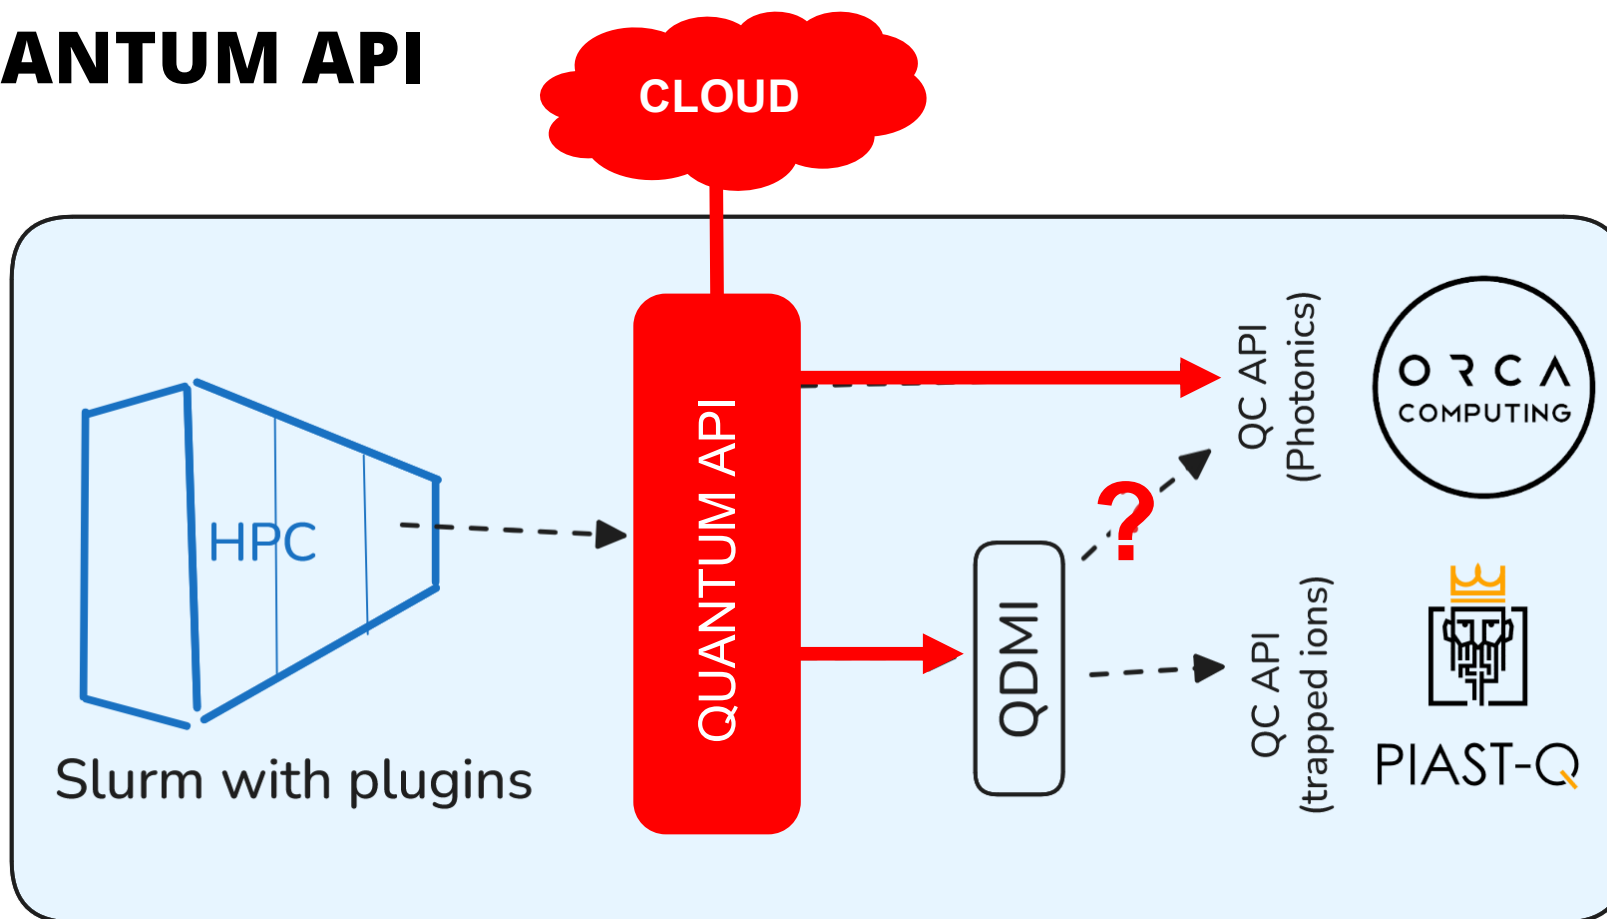 ANTUM API
CLOUD
QUANTUM API
HPC
Slurm with plugins
?
QDMI
QC API
(Photonics)
ORCA
COMPUTING
QC API
(trapped ions)
PIAST-Q